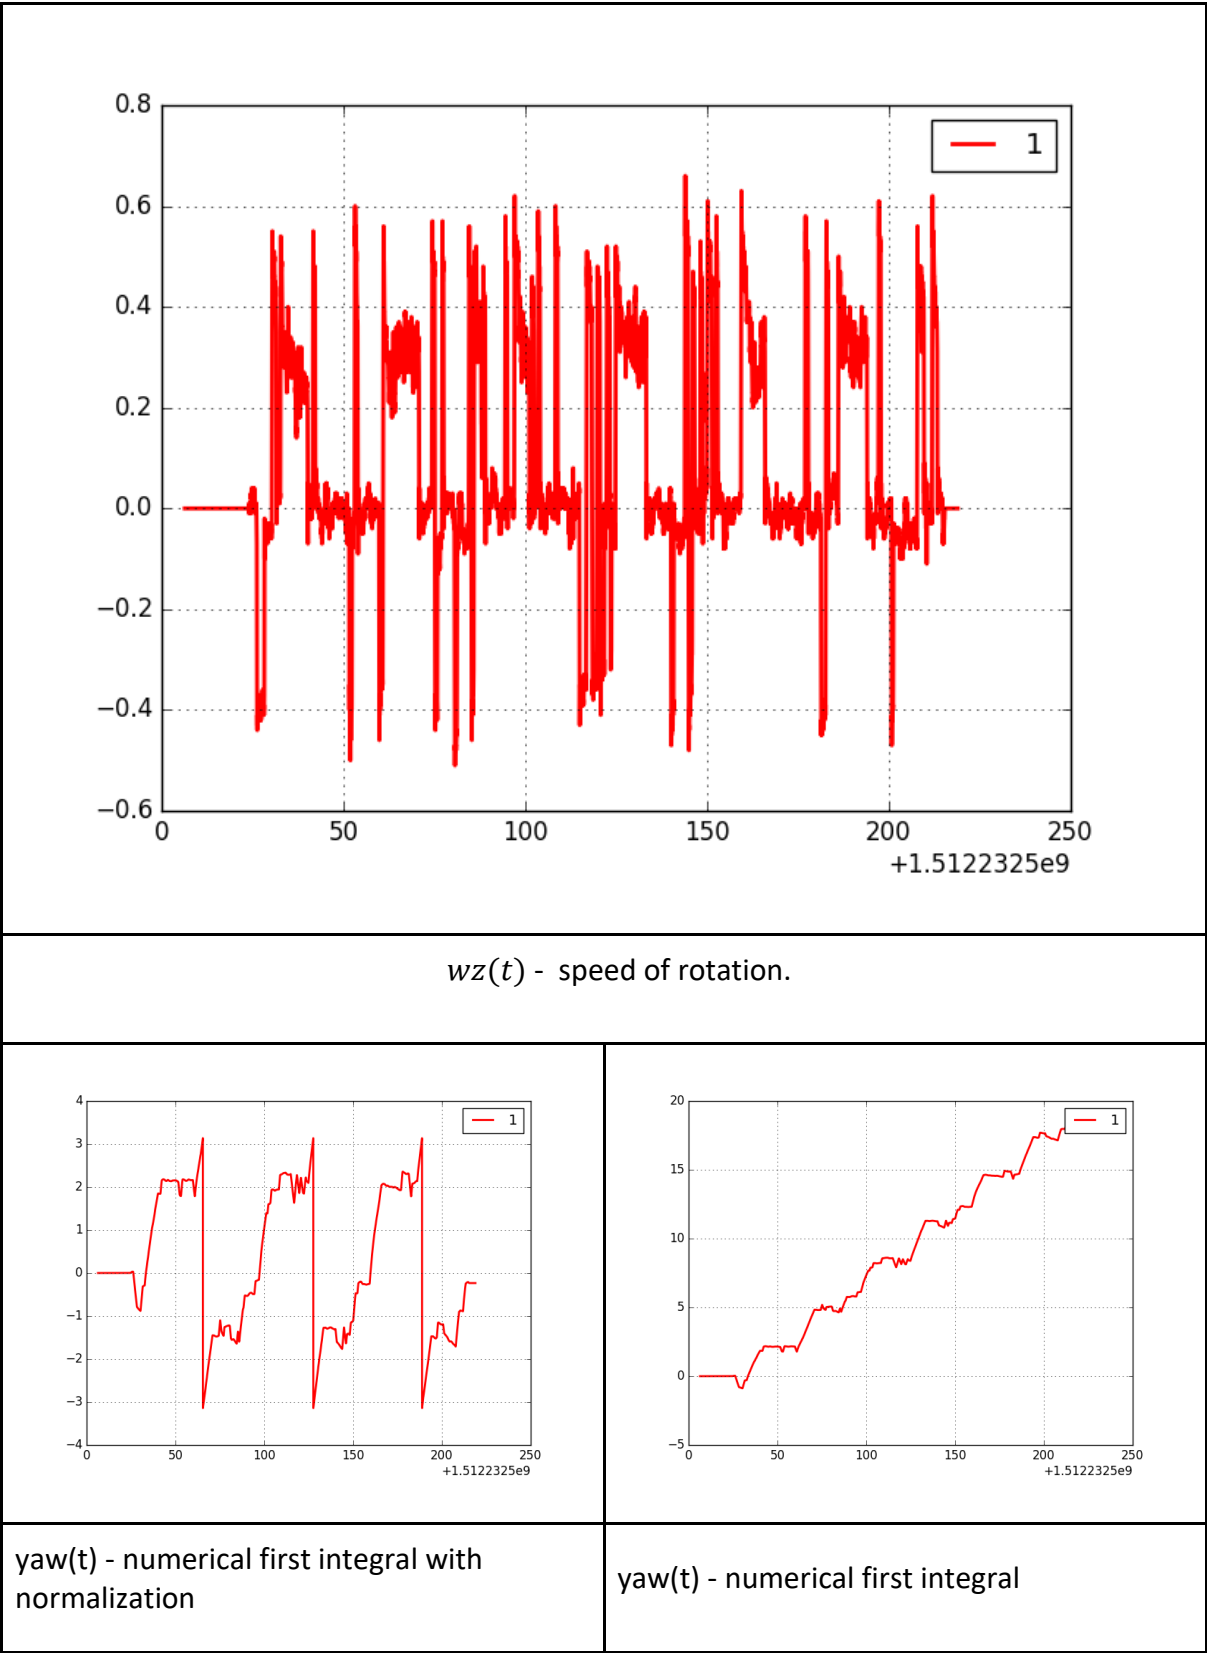 0.8
0.6
0.4
0.2
0.0
−0.2
−0.4
−0.6
1
0 50 100 150 200 250
+1.5122325e9
wz(t) - speed of rotation.
4
3
2
1
0
−1
−2
−3
−4
1
0 50 100 150 200 250
+1.5122325e9
20
15
10
5
0
−5
1
0 50 100 150 200 250
+1.5122325e9
yaw(t) - numerical first integral with
normalization
yaw(t) - numerical first integral